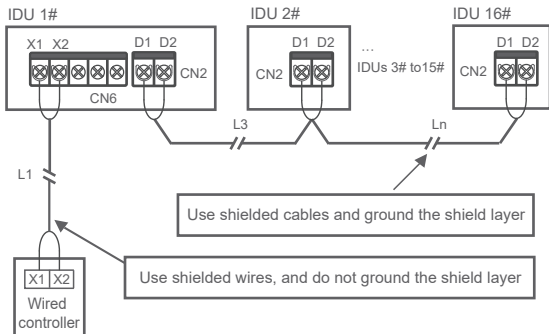 IDU 1#
IDU 2#
IDU 16#
X1 X2
D1 D2
D1 D2
D1 D2
CN2
CN2
CN2
...
IDUs 3# to15#
CN6
L3
Ln
L1
Use shielded cables and ground the shield layer
Use shielded wires, and do not ground the shield layer
X1 X2
Wired
controller